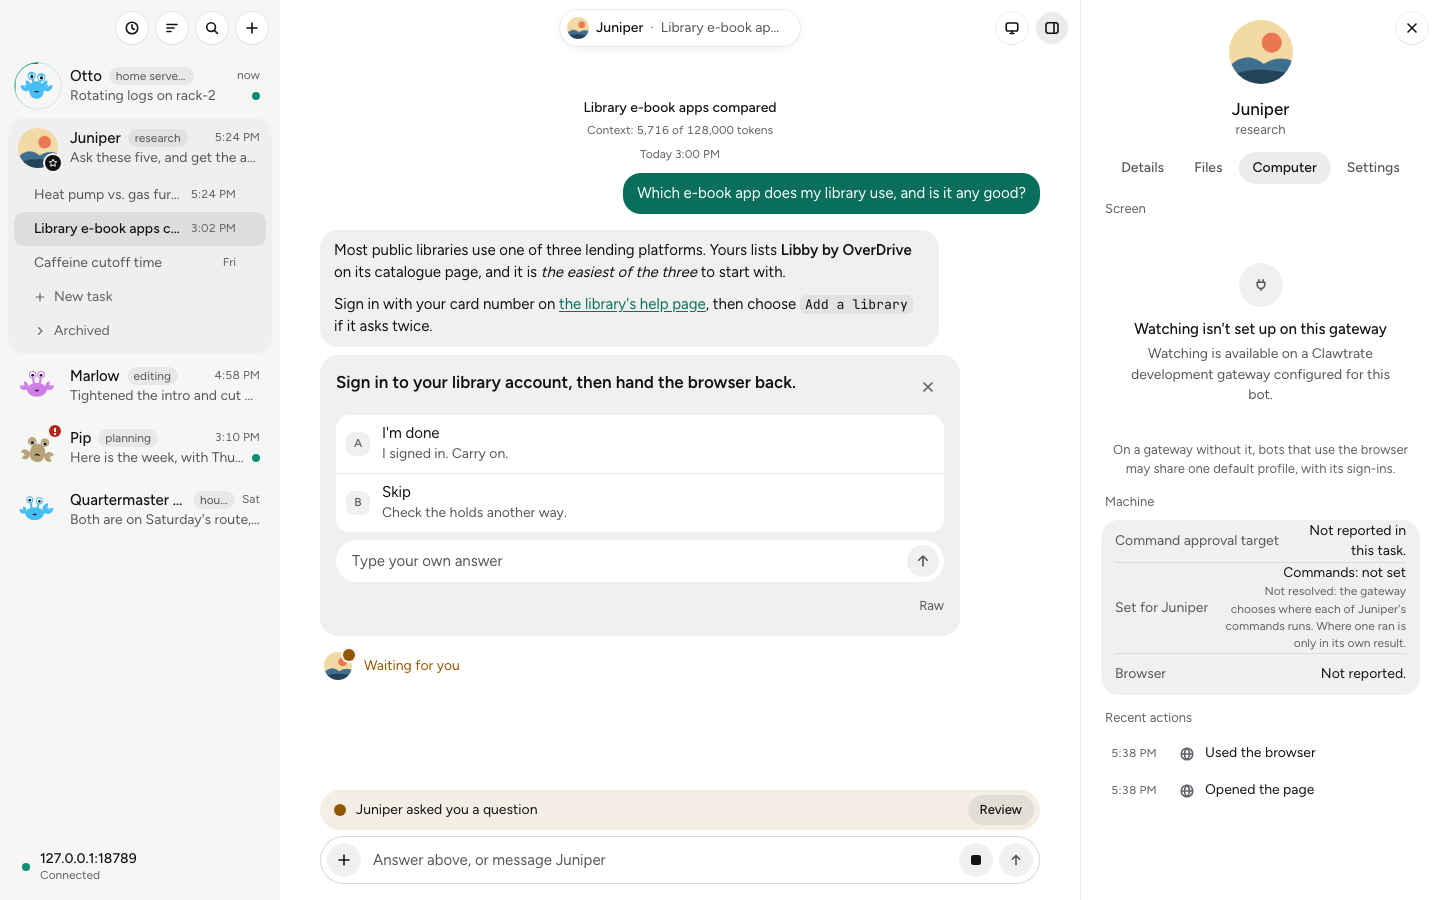 Otto
home serve...
now
Rotating logs on rack-2
Juniper
research
5:24 PM
Ask these five, and get the a...
Heat pump vs. gas fur...
5:24 PM
Library e-book apps c...
3:02 PM
Caffeine cutoff time
Fri
New task
Archived
Marlow
editing
4:58 PM
Tightened the intro and cut ...
Pip
planning
3:10 PM
Here is the week, with Thu...
Quartermaster ...
hou...
Sat
Both are on Saturday's route,...
127.0.0.1:18789
Connected
Juniper · Library e-book ap...
Library e-book apps compared
Context: 5,716 of 128,000 tokens
Today 3:00 PM
Which e-book app does my library use, and is it any good?
Most public libraries use one of three lending platforms. Yours lists Libby by OverDrive
on its catalogue page, and it is the easiest of the three to start with.
Sign in with your card number on the library's help page, then choose Add a library
if it asks twice.
Sign in to your library account, then hand the browser back.
A
I'm done
I signed in. Carry on.
B
Skip
Check the holds another way.
Type your own answer
Raw
Waiting for you
Juniper asked you a question
Review
Answer above, or message Juniper
Juniper
research
Details
Files
Computer
Settings
Screen
Watching isn't set up on this gateway
Watching is available on a Clawtrate
development gateway configured for this
bot.
On a gateway without it, bots that use the browser
may share one default profile, with its sign-ins.
Machine
Command approval target
Not reported in
this task.
Set for Juniper
Commands: not set
Not resolved: the gateway
chooses where each of Juniper's
commands runs. Where one ran is
only in its own result.
Browser
Not reported.
Recent actions
5:38 PM
Used the browser
5:38 PM
Opened the page